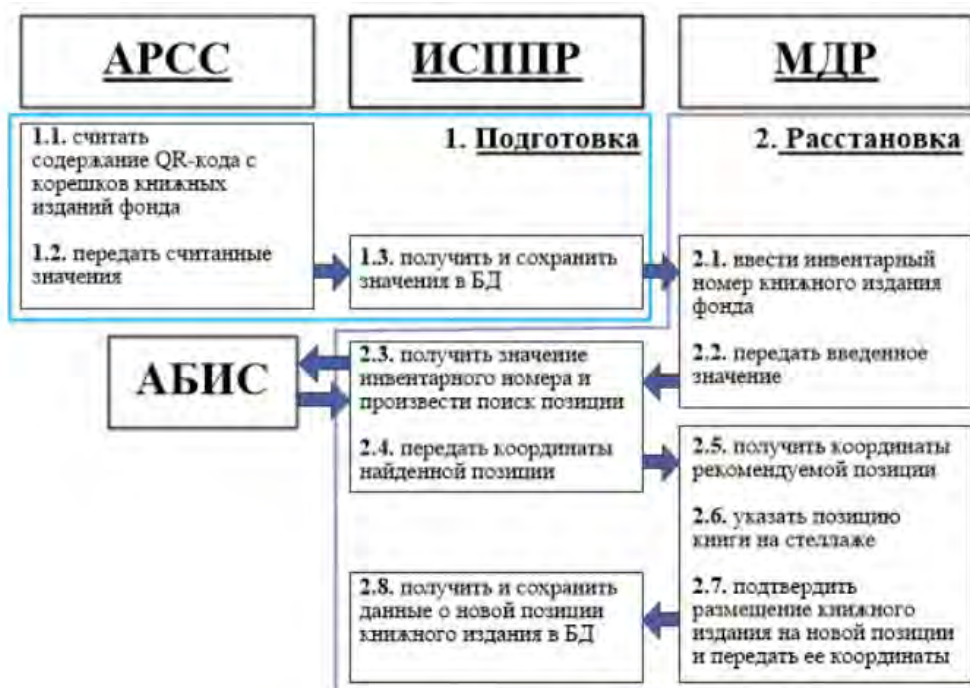 АРСС
ИСППР
МДР
1. Подготовка
1.1. считать
содержание QR-кода с
корешков книжных
изданий фонда
1.2. передать считанные
значения
1.3. получить и сохранить
значения в БД
2. Расстановка
2.1. ввести инвентарный
номер книжного издания
фонда
2.2. передать введенное
значение
АБИС
2.3. получить значение
инвентарного номера и
произвести поиск позиции
2.4. передать координаты
найденной позиции
2.5. получить координаты
рекомендуемой позиции
2.6. указать позицию
книги на стеллаже
2.7. подтвердить
размещение книжного
издания на новой позиции
и передать ее координаты
2.8. получить и сохранить
данные о новой позиции
книжного издания в БД